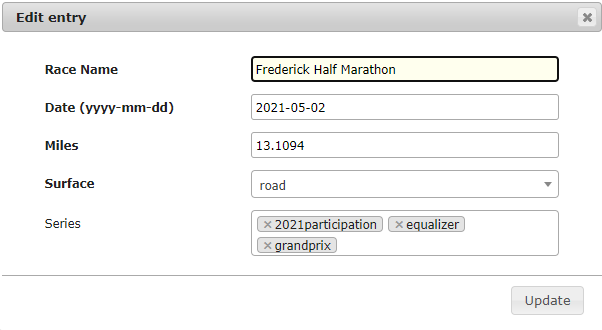 Edit entry
Race Name Frederick Half Marathon
Date (yyyy-mm-dd) 2021-05-02
Miles 13.1094
Surface road
Series × 2021participation × equalizer
× grandprix
Update